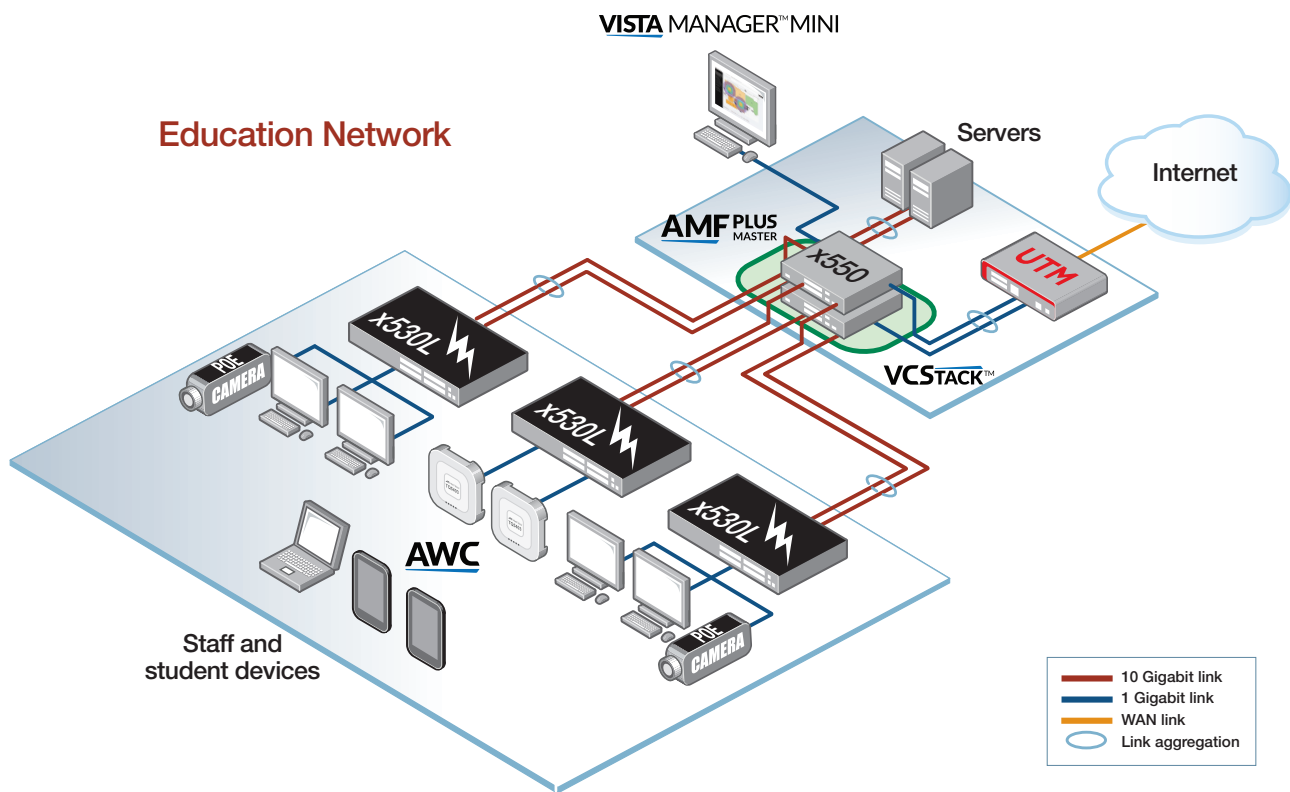 VISTA MANAGER™ MINI
Education Network
Servers
Internet
AMF PLUS
MASTER
x550
UTM
VCSTACK™
x530L
POE
CAMERA
x530L
x530L
AWC
POE
CAMERA
Staff and
student devices
10 Gigabit link
1 Gigabit link
WAN link
Link aggregation